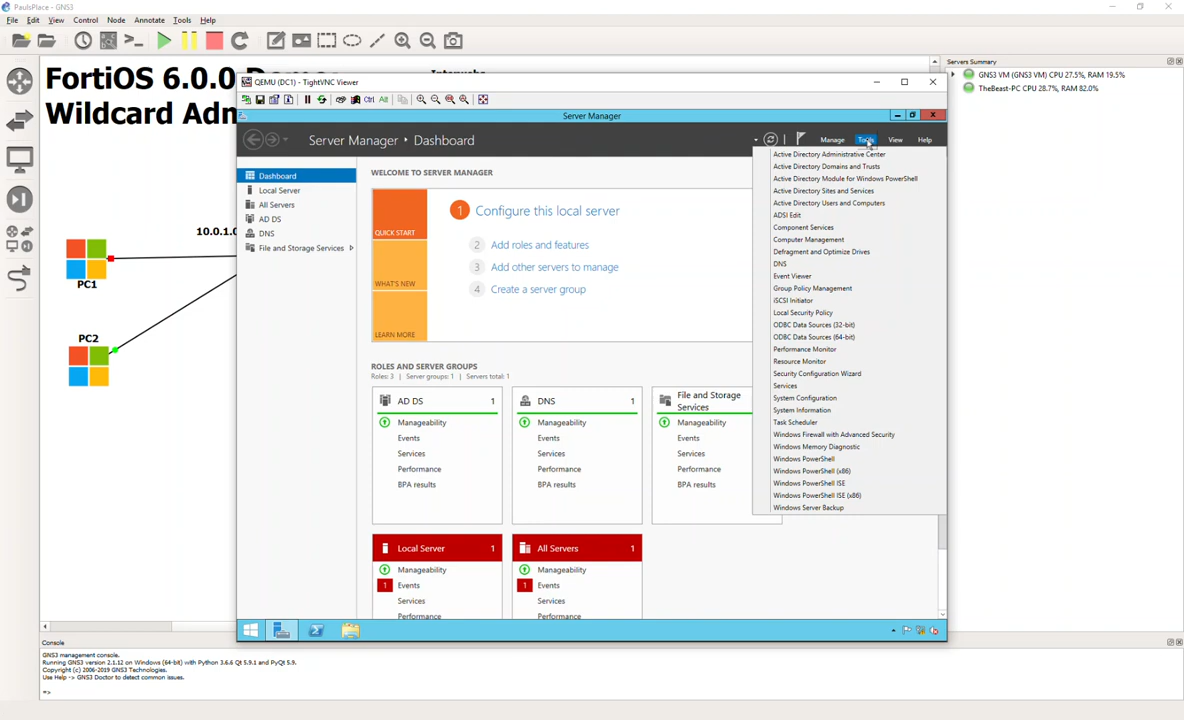 PaulsPlace - GNS3
File Edit View Control Node Annotate Tools Help
FortiOS 6.0.0
Wildcard Adm
10.0.1.0
PC1
PC2
Servers Summary
GNS3 VM (GNS3 VM) CPU 27.5%, RAM 19.5%
TheBeast-PC CPU 28.7%, RAM 82.0%
QEMU (DC1) - TightVNC Viewer
Ctrl Alt
Server Manager
Server Manager • Dashboard
Manage Tools View Help
Dashboard
Local Server
All Servers
AD DS
DNS
File and Storage Services
WELCOME TO SERVER MANAGER
QUICK START
WHAT'S NEW
LEARN MORE
1 Configure this local server
2 Add roles and features
3 Add other servers to manage
4 Create a server group
ROLES AND SERVER GROUPS
Roles: 3 | Server groups: 1 | Servers total: 1
AD DS 1
Manageability
Events
Services
Performance
BPA results
DNS 1
Manageability
Events
Services
Performance
BPA results
File and Storage
Services
Manageability
Events
Services
Performance
BPA results
Local Server 1
Manageability
1 Events
Services
Performance
All Servers 1
Manageability
1 Events
Services
Performance
Active Directory Administrative Center
Active Directory Domains and Trusts
Active Directory Module for Windows PowerShell
Active Directory Sites and Services
Active Directory Users and Computers
ADSI Edit
Component Services
Computer Management
Defragment and Optimize Drives
DNS
Event Viewer
Group Policy Management
iSCSI Initiator
Local Security Policy
ODBC Data Sources (32-bit)
ODBC Data Sources (64-bit)
Performance Monitor
Resource Monitor
Security Configuration Wizard
Services
System Configuration
System Information
Task Scheduler
Windows Firewall with Advanced Security
Windows Memory Diagnostic
Windows PowerShell
Windows PowerShell (x86)
Windows PowerShell ISE
Windows PowerShell ISE (x86)
Windows Server Backup
Console
GNS3 management console.
Running GNS3 version 2.1.12 on Windows (64-bit) with Python 3.6.6 Qt 5.9.1 and PyQt 5.9.
Copyright (c) 2006-2019 GNS3 Technologies.
Use Help -> GNS3 Doctor to detect common issues.
=>